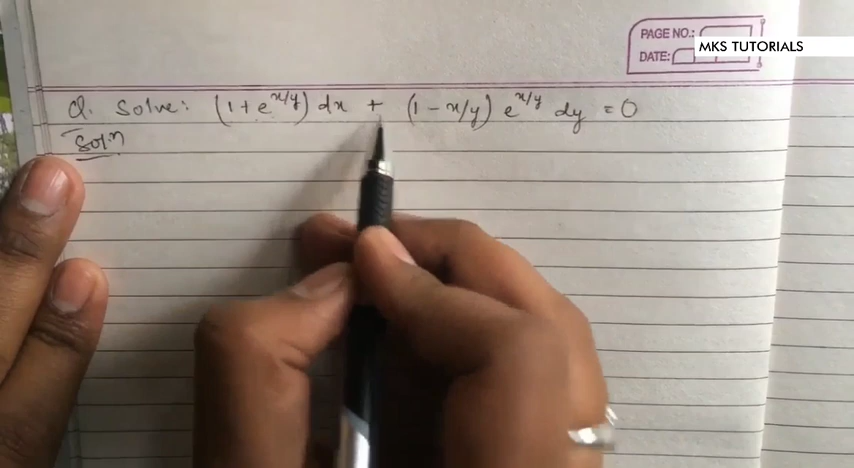 PAGE NO.:
DATE:
MKS TUTORIALS
Q. Solve: (1 + e^{x/y}) dx + (1 - x/y) e^{x/y} dy = 0
Solⁿ